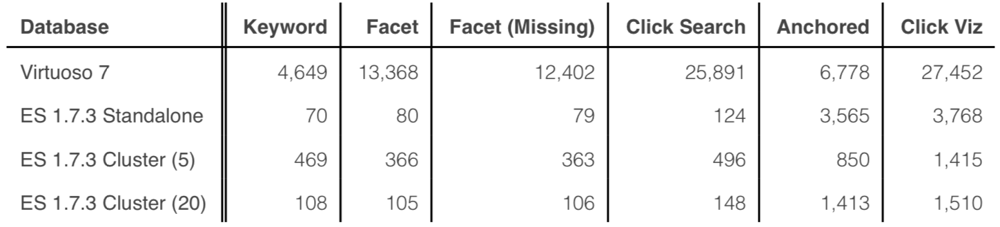 Database Keyword Facet Facet (Missing) Click Search Anchored Click Viz
Virtuoso 7 4,649 13,368 12,402 25,891 6,778 27,452
ES 1.7.3 Standalone 70 80 79 124 3,565 3,768
ES 1.7.3 Cluster (5) 469 366 363 496 850 1,415
ES 1.7.3 Cluster (20) 108 105 106 148 1,413 1,510